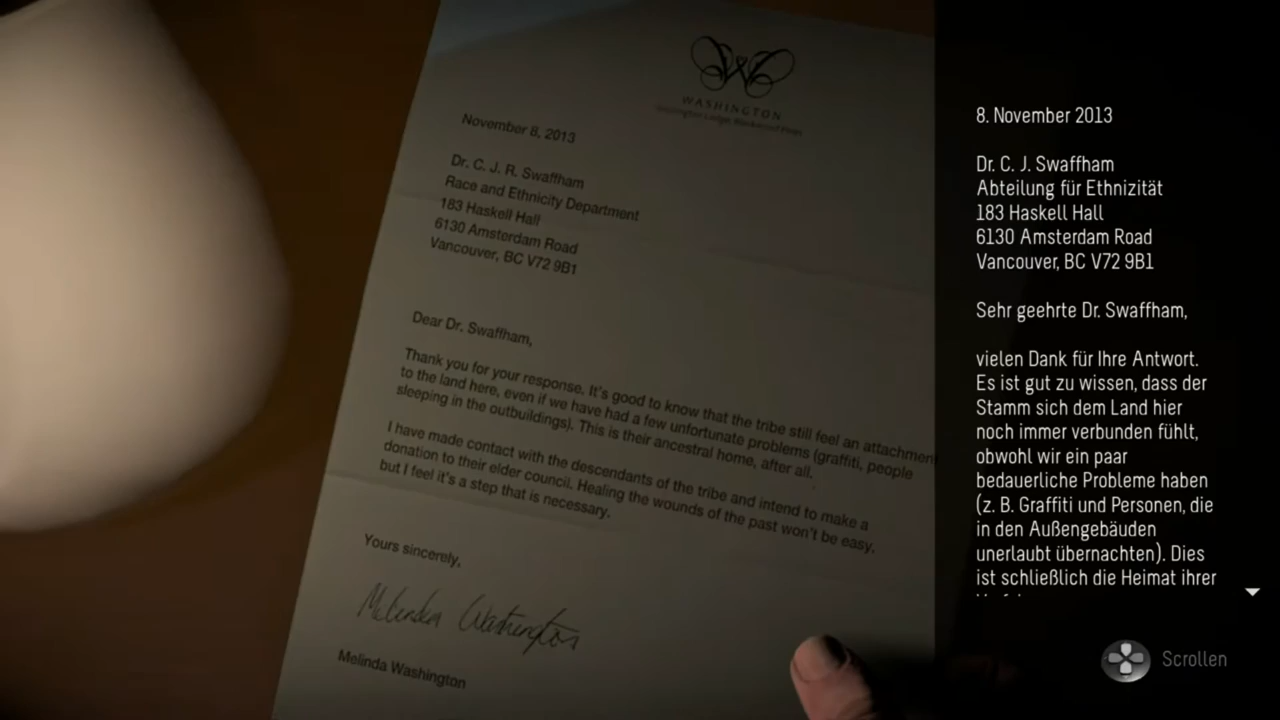 WASHINGTON
Washington Lodge, Blackwood Pines
November 8, 2013
Dr. C. J. R. Swaffham
Race and Ethnicity Department
183 Haskell Hall
6130 Amsterdam Road
Vancouver, BC V72 9B1
Dear Dr. Swaffham,
Thank you for your response. It's good to know that the tribe still feel an attachment
to the land here, even if we have had a few unfortunate problems (graffiti, people
sleeping in the outbuildings). This is their ancestral home, after all.
I have made contact with the descendants of the tribe and intend to make a
donation to their elder council. Healing the wounds of the past won't be easy,
but I feel it's a step that is necessary.
Yours sincerely,
Melinda Washington
Melinda Washington
8. November 2013
Dr. C. J. Swaffham
Abteilung für Ethnizität
183 Haskell Hall
6130 Amsterdam Road
Vancouver, BC V72 9B1
Sehr geehrte Dr. Swaffham,
vielen Dank für Ihre Antwort.
Es ist gut zu wissen, dass der
Stamm sich dem Land hier
noch immer verbunden fühlt,
obwohl wir ein paar
bedauerliche Probleme haben
(z. B. Graffiti und Personen, die
in den Außengebäuden
unerlaubt übernachten). Dies
ist schließlich die Heimat ihrer
Scrollen